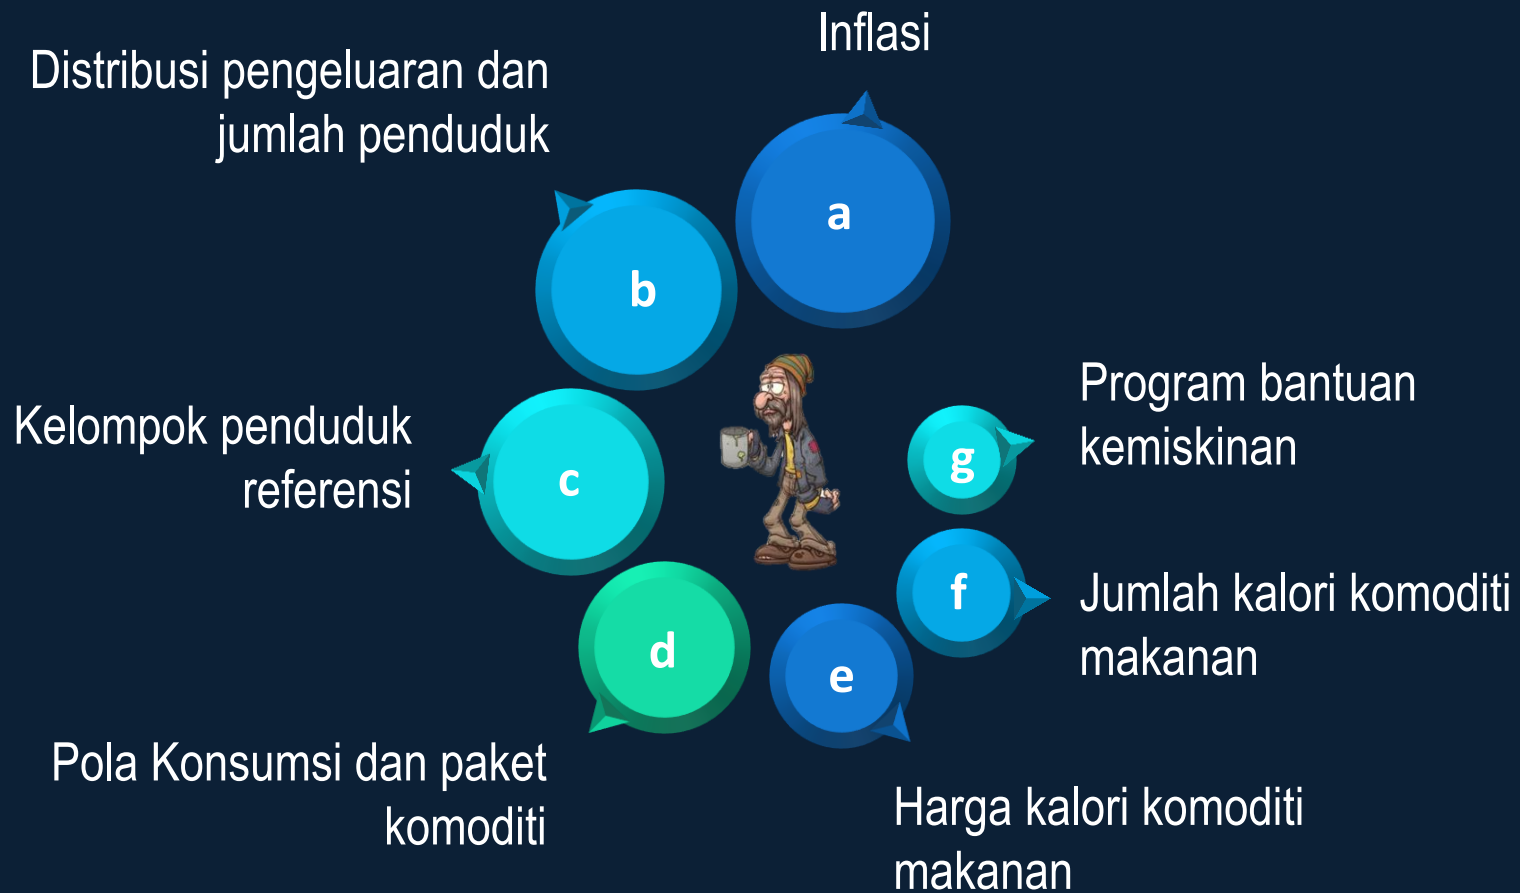 Inflasi
a
Distribusi pengeluaran dan
jumlah penduduk
b
Kelompok penduduk
referensi
c
Pola Konsumsi dan paket
komoditi
d
Harga kalori komoditi
makanan
e
Jumlah kalori komoditi
makanan
f
Program bantuan
kemiskinan
g